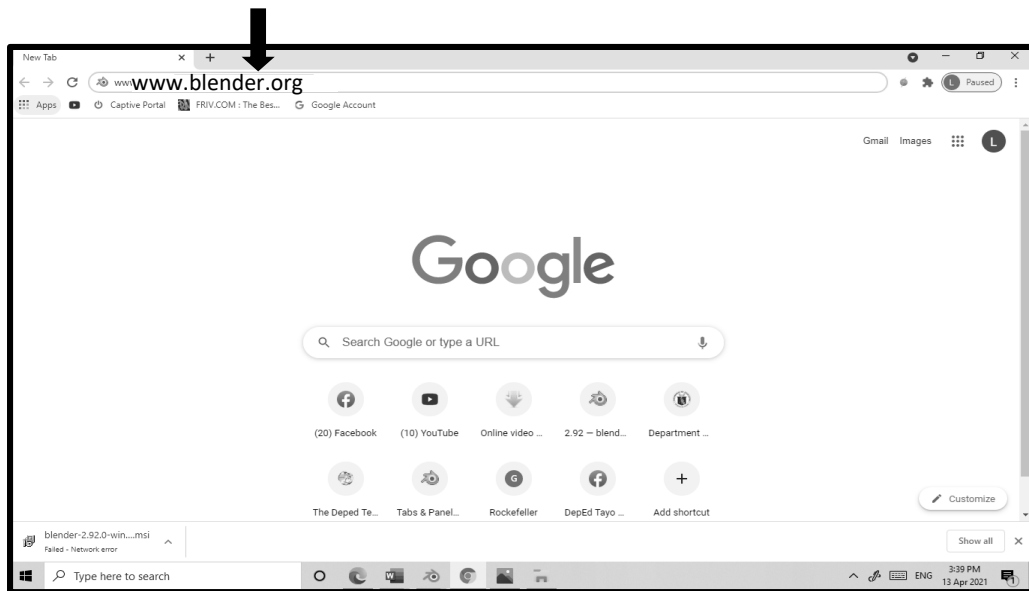 New Tab
www.www.blender.org
Paused
Apps Captive Portal FRIV.COM : The Bes... Google Account
Gmail Images L
Google
Search Google or type a URL
(20) Facebook (10) YouTube Online video ... 2.92 — blend... Department ...
The Deped Te... Tabs & Panel... Rockefeller DepEd Tayo ... Add shortcut
Customize
blender-2.92.0-win....msi
Failed - Network error
Show all
Type here to search
ENG
3:39 PM
13 Apr 2021